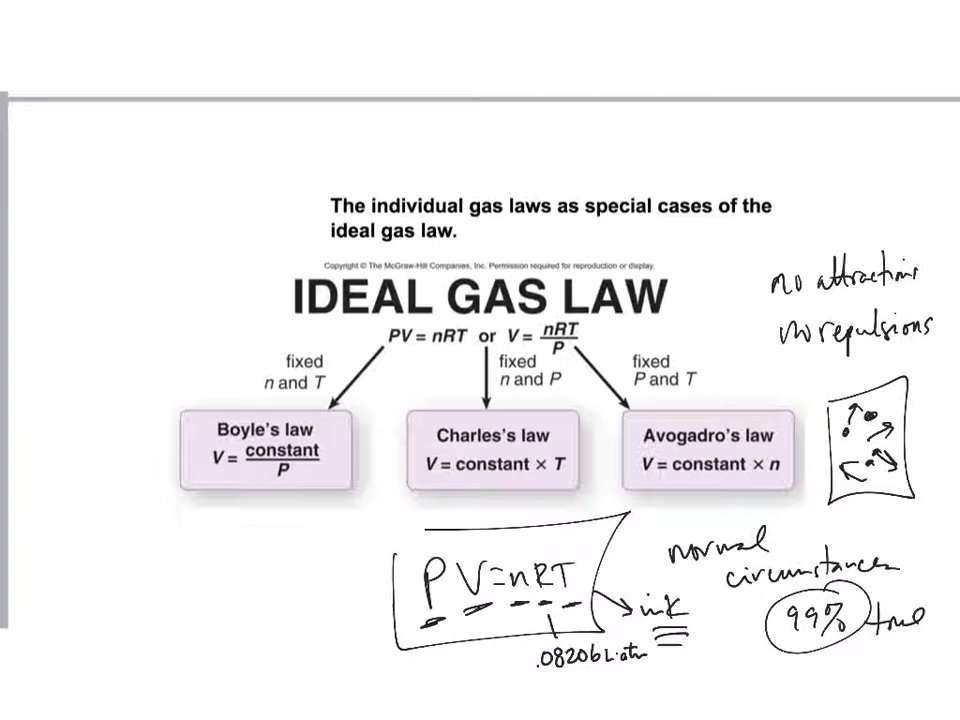 The individual gas laws as special cases of the
ideal gas law.
Copyright © The McGraw-Hill Companies, Inc. Permission required for reproduction or display.
IDEAL GAS LAW
PV = nRT or V = nRT/P
fixed
n and T
fixed
n and P
fixed
P and T
Boyle's law
V = constant/P
Charles's law
V = constant × T
Avogadro's law
V = constant × n
no attractions
no repulsions
PV=nRT
in K
.08206 L·atm
normal
circumstances
99% true